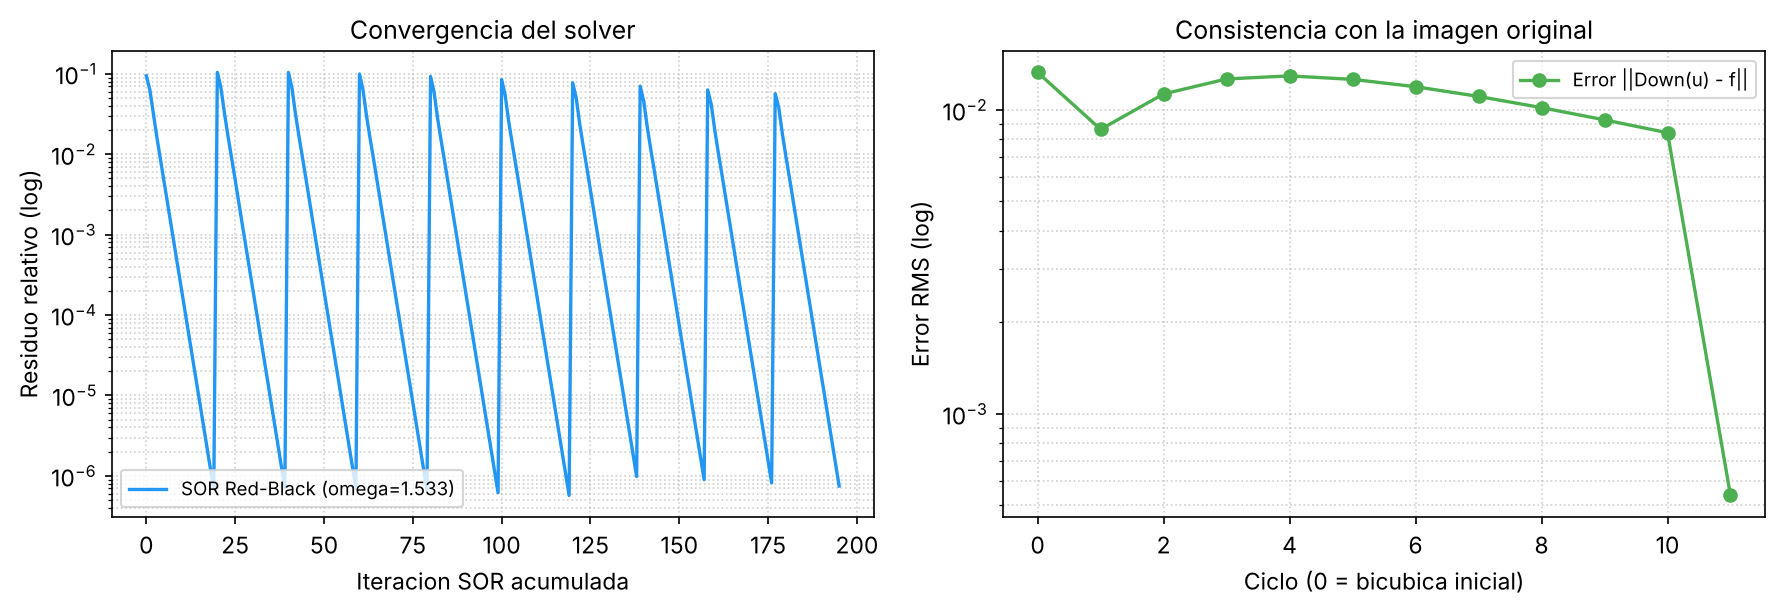 Convergencia del solver
Residuo relativo (log)
10⁻¹
10⁻²
10⁻³
10⁻⁴
10⁻⁵
10⁻⁶
SOR Red-Black (omega=1.533)
0 25 50 75 100 125 150 175 200
Iteracion SOR acumulada
Consistencia con la imagen original
Error RMS (log)
10⁻²
10⁻³
Error ||Down(u) - f||
0 2 4 6 8 10
Ciclo (0 = bicubica inicial)